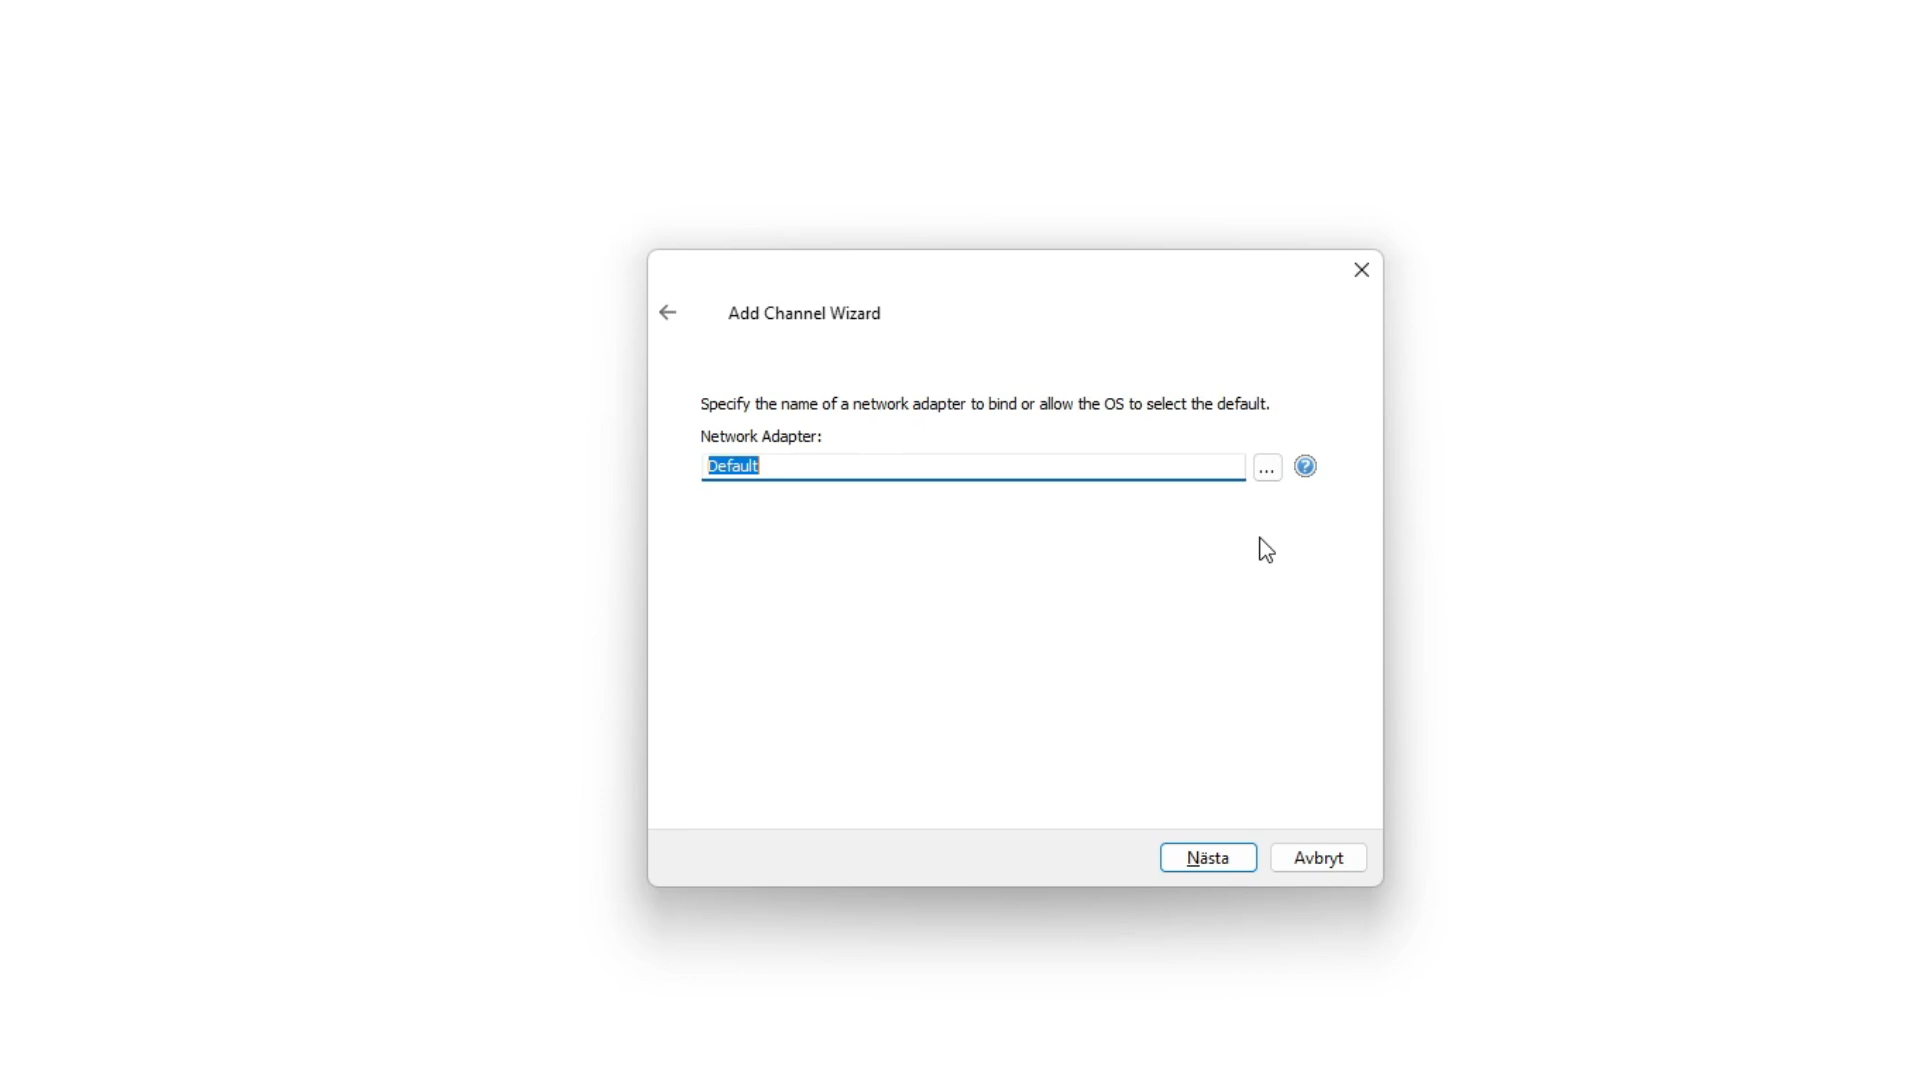 Add Channel Wizard
Specify the name of a network adapter to bind or allow the OS to select the default.
Network Adapter:
Default
...
?
Nästa
Avbryt